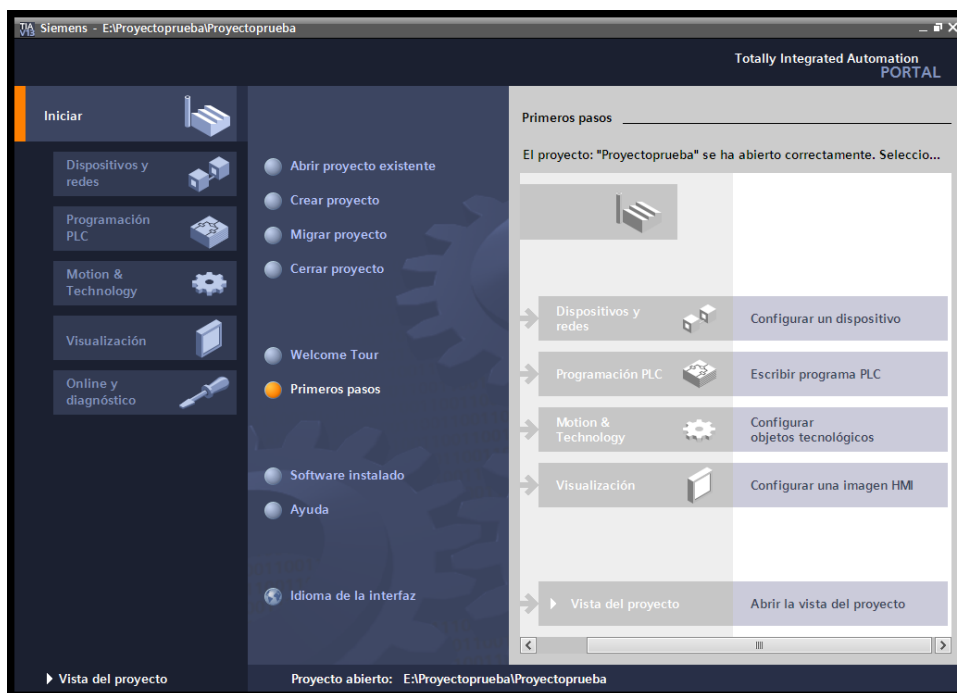 TIA V13 Siemens - E:\Proyectoprueba\Proyectoprueba
Totally Integrated Automation
PORTAL
Iniciar
Dispositivos y
redes
Programación
PLC
Motion &
Technology
Visualización
Online y
diagnóstico
Abrir proyecto existente
Crear proyecto
Migrar proyecto
Cerrar proyecto
Welcome Tour
Primeros pasos
Software instalado
Ayuda
Idioma de la interfaz
Primeros pasos
El proyecto: "Proyectoprueba" se ha abierto correctamente. Seleccio...
Dispositivos y
redes
Configurar un dispositivo
Programación PLC
Escribir programa PLC
Motion &
Technology
Configurar
objetos tecnológicos
Visualización
Configurar una imagen HMI
Vista del proyecto
Abrir la vista del proyecto
Vista del proyecto
Proyecto abierto: E:\Proyectoprueba\Proyectoprueba